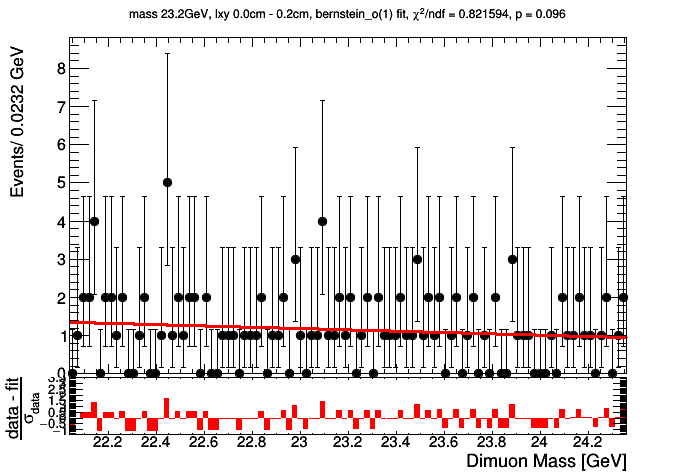 mass 23.2GeV, lxy 0.0cm - 0.2cm, bernstein_o(1) fit, χ²/ndf = 0.821594, p = 0.096
Events/ 0.0232 GeV
8
7
6
5
4
3
2
1
0
data - fit
σdata
22.2 22.4 22.6 22.8 23 23.2 23.4 23.6 23.8 24 24.2
Dimuon Mass [GeV]